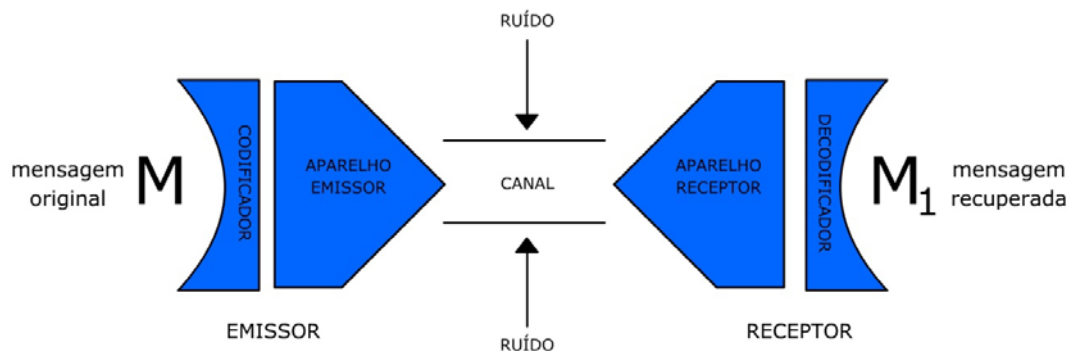 RUÍDO
mensagem
original
M
CODIFICADOR
APARELHO
EMISSOR
CANAL
APARELHO
RECEPTOR
DECODIFICADOR
M1
mensagem
recuperada
EMISSOR
RUÍDO
RECEPTOR